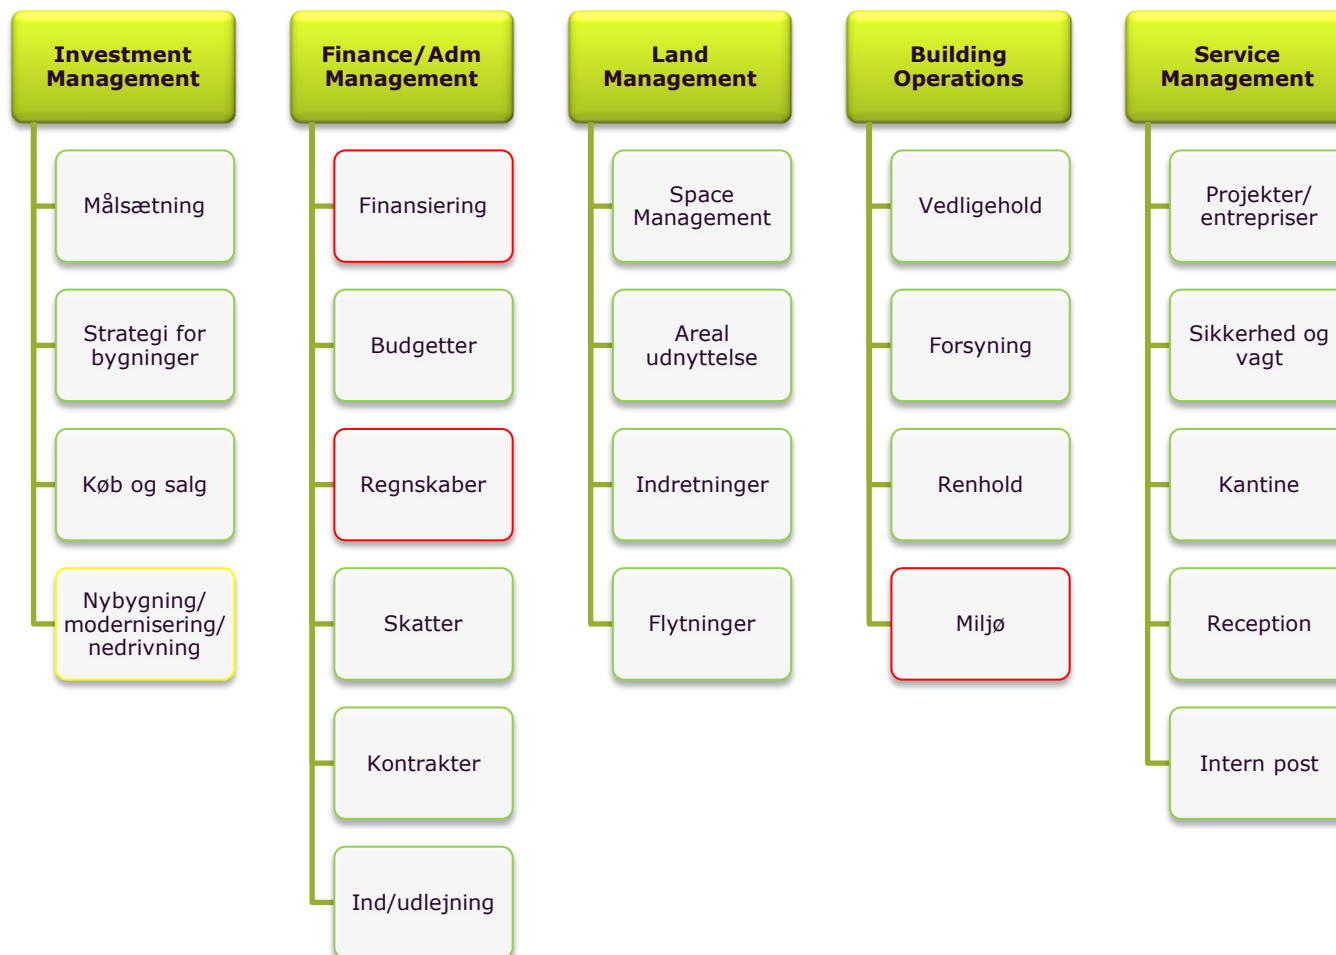 Investment
Management
Målsætning
Strategi for
bygninger
Køb og salg
Nybygning/
modernisering/
nedrivning
Finance/Adm
Management
Finansiering
Budgetter
Regnskaber
Skatter
Kontrakter
Ind/udlejning
Land
Management
Space
Management
Areal
udnyttelse
Indretninger
Flytninger
Building
Operations
Vedligehold
Forsyning
Renhold
Miljø
Service
Management
Projekter/
entrepriser
Sikkerhed og
vagt
Kantine
Reception
Intern post